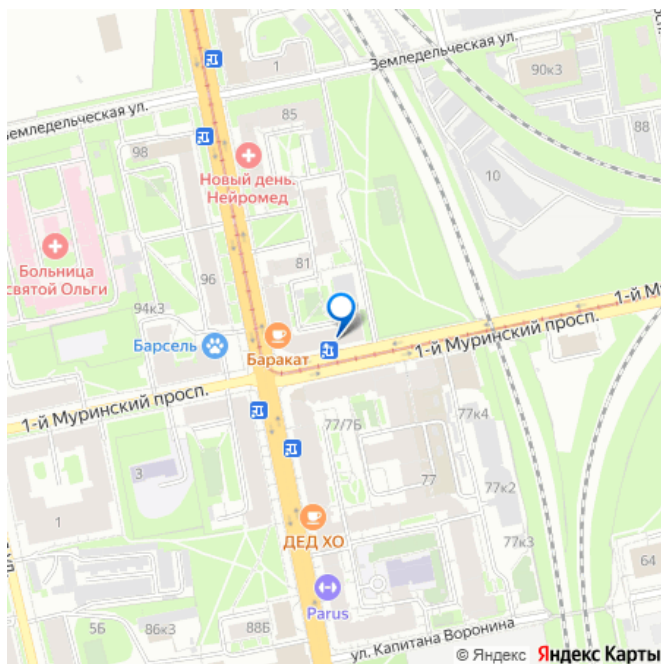 Земледельческая ул.
1
90к3
Земледельческая ул.
85
88
98
Новый день.
Нейромед
10
Больница
святой Ольги
96
81
94к3
1-й Му
1-й Муринский просп.
Барсель
Баракат
1-й Муринский просп.
77/7Б
77к4
3
77
77к2
1
ДЕД ХО
77к3
64
Parus
5Б
86к3
88Б
ул. Капитана Воронина
© Яндекс Яндекс Карты